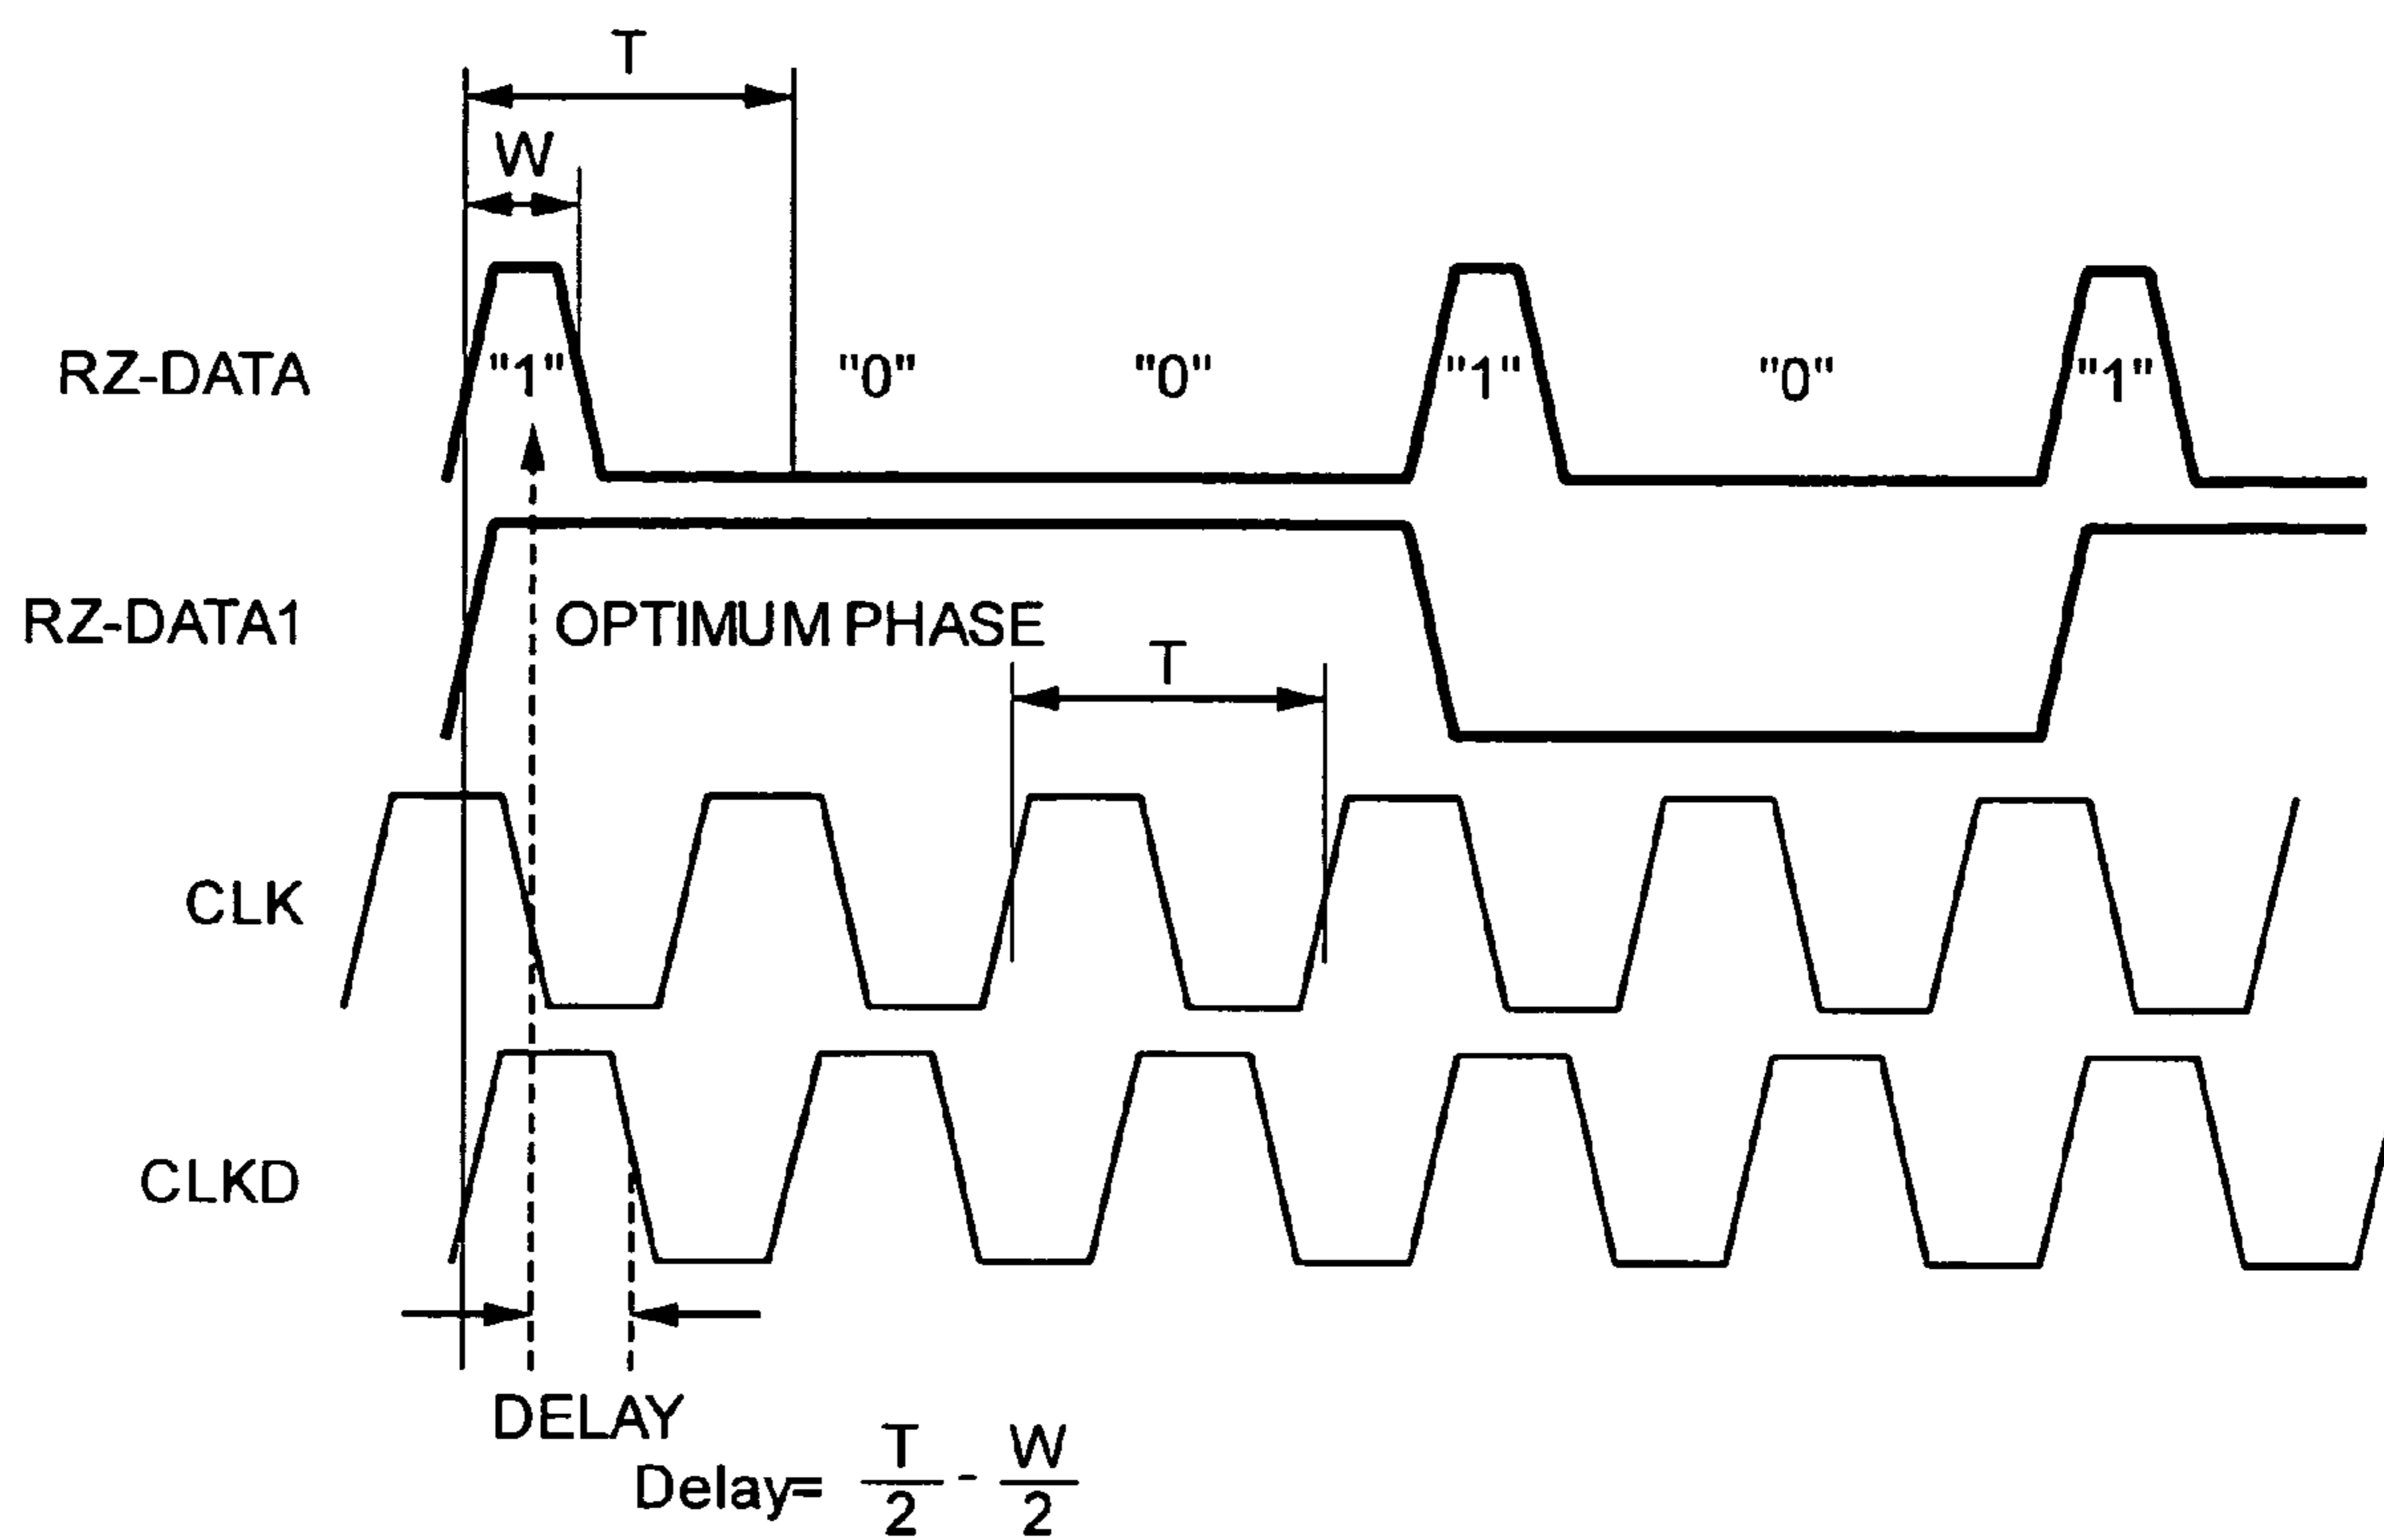 T
W
RZ-DATA "1" "0" "0" "1" "0" "1"
RZ-DATA1 OPTIMUM PHASE
T
CLK
CLKD
DELAY
Delay= T/2 - W/2